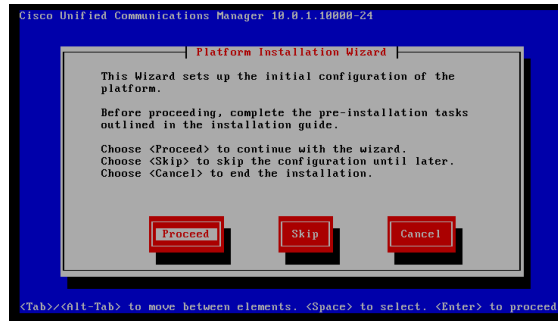 Cisco Unified Communications Manager 10.0.1.10000-24
Platform Installation Wizard
This Wizard sets up the initial configuration of the
platform.
Before proceeding, complete the pre-installation tasks
outlined in the installation guide.
Choose <Proceed> to continue with the wizard.
Choose <Skip> to skip the configuration until later.
Choose <Cancel> to end the installation.
Proceed Skip Cancel
<Tab>/<Alt-Tab> to move between elements. <Space> to select. <Enter> to proceed